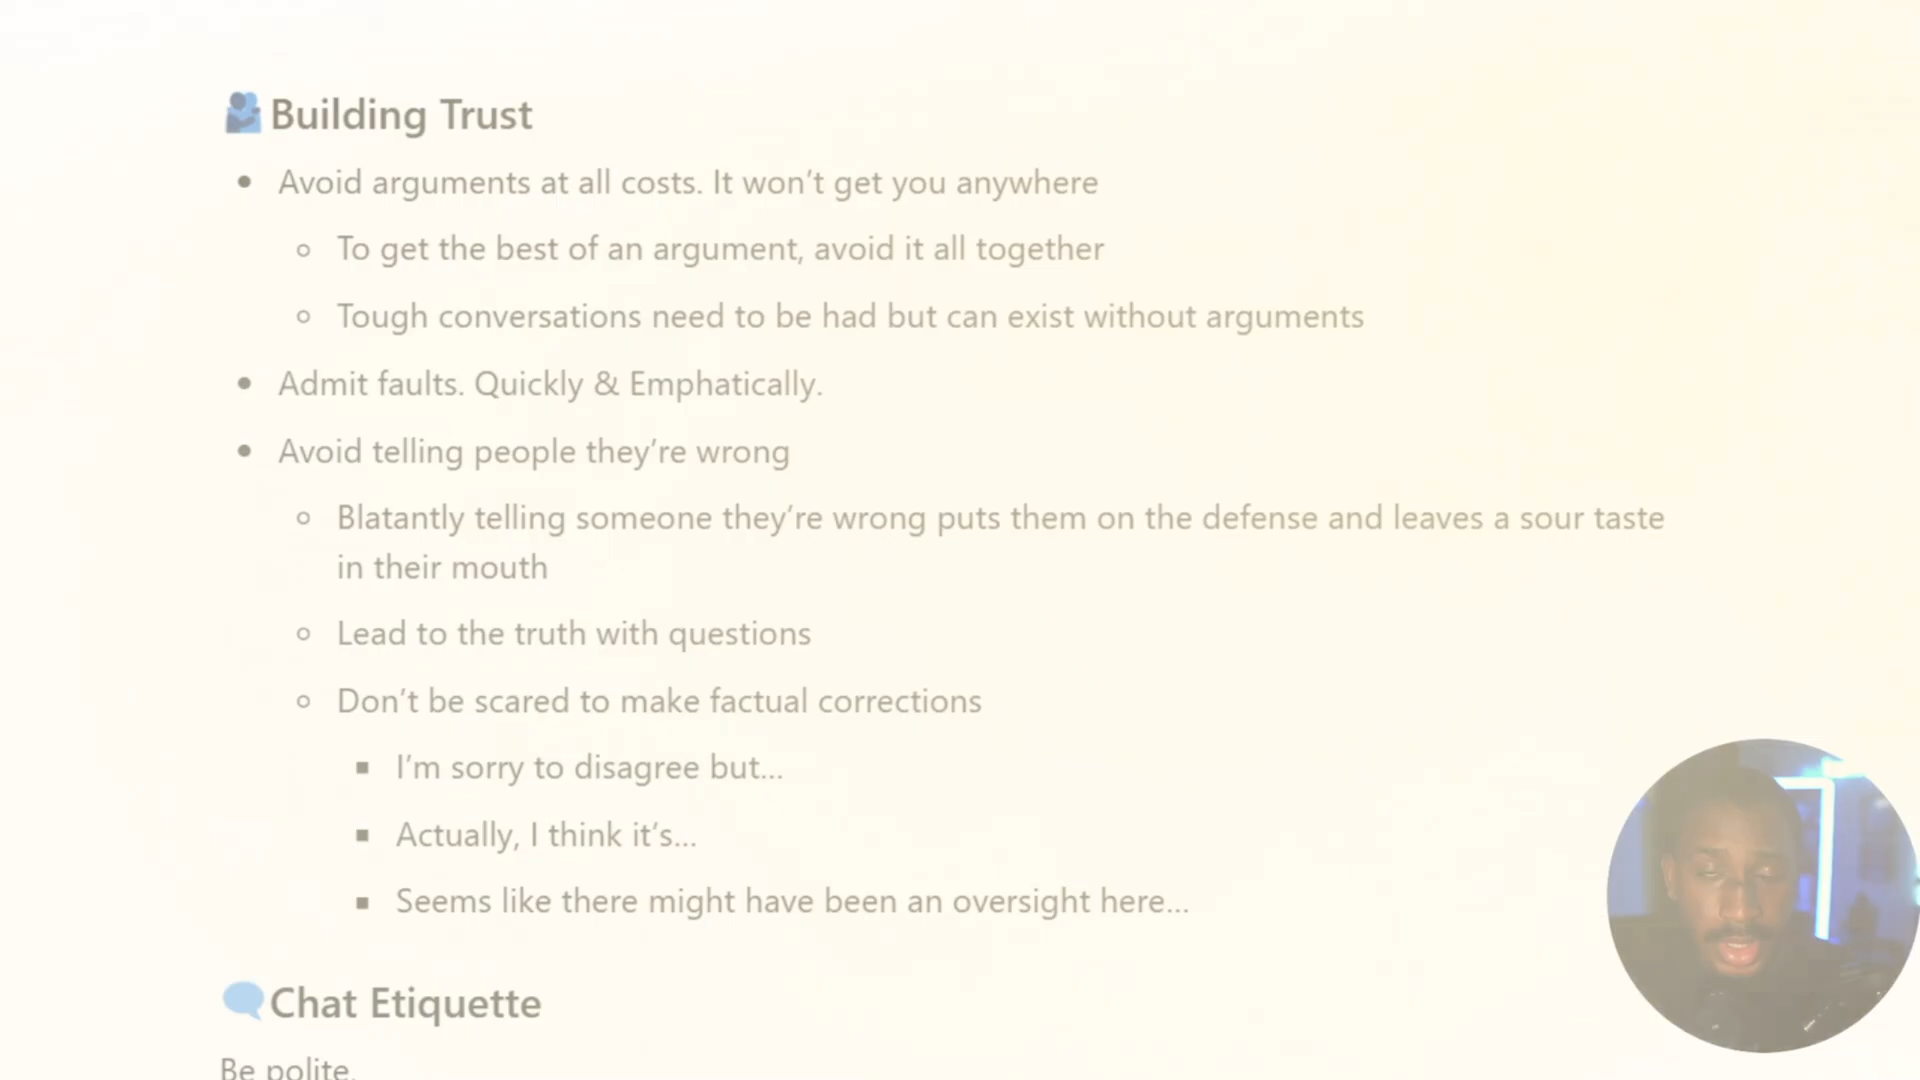 Building Trust
Avoid arguments at all costs. It won't get you anywhere
To get the best of an argument, avoid it all together
Tough conversations need to be had but can exist without arguments
Admit faults. Quickly & Emphatically.
Avoid telling people they're wrong
Blatantly telling someone they're wrong puts them on the defense and leaves a sour taste
in their mouth
Lead to the truth with questions
Don't be scared to make factual corrections
I'm sorry to disagree but...
Actually, I think it's...
Seems like there might have been an oversight here...
Chat Etiquette
Be polite.